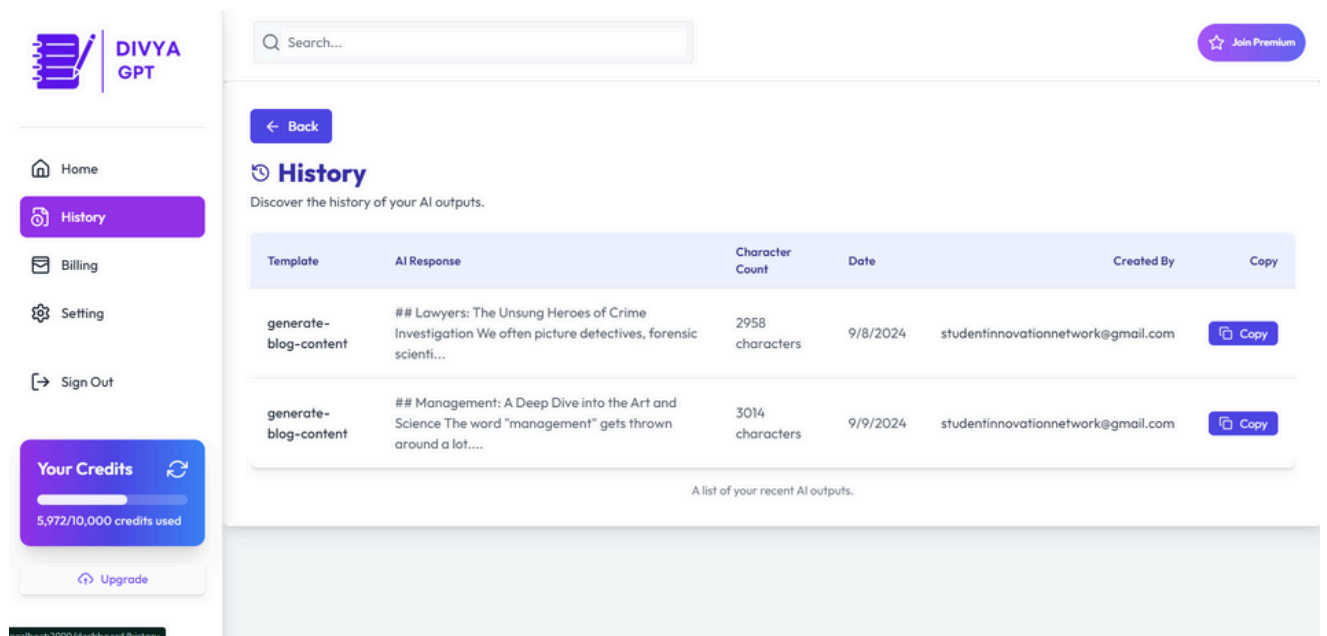 DIVYA
GPT
Search...
Join Premium
Home
History
Billing
Setting
Sign Out
Your Credits
5,972/10,000 credits used
Upgrade
Back
History
Discover the history of your AI outputs.
Template AI Response Character Count Date Created By Copy
generate-
blog-content
## Lawyers: The Unsung Heroes of Crime
Investigation We often picture detectives, forensic
scienti...
2958
characters
9/8/2024
studentinnovationnetwork@gmail.com
Copy
generate-
blog-content
## Management: A Deep Dive into the Art and
Science The word "management" gets thrown
around a lot....
3014
characters
9/9/2024
studentinnovationnetwork@gmail.com
Copy
A list of your recent AI outputs.